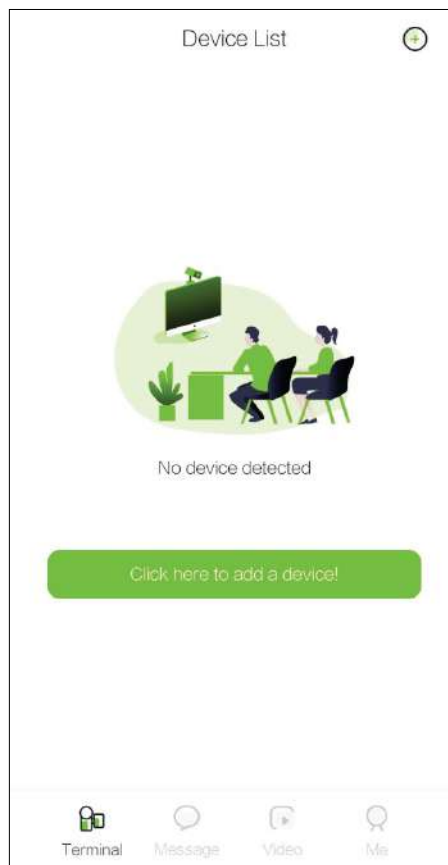 Device List
No device detected
Click here to add a device!
Terminal
Message
Video
Me